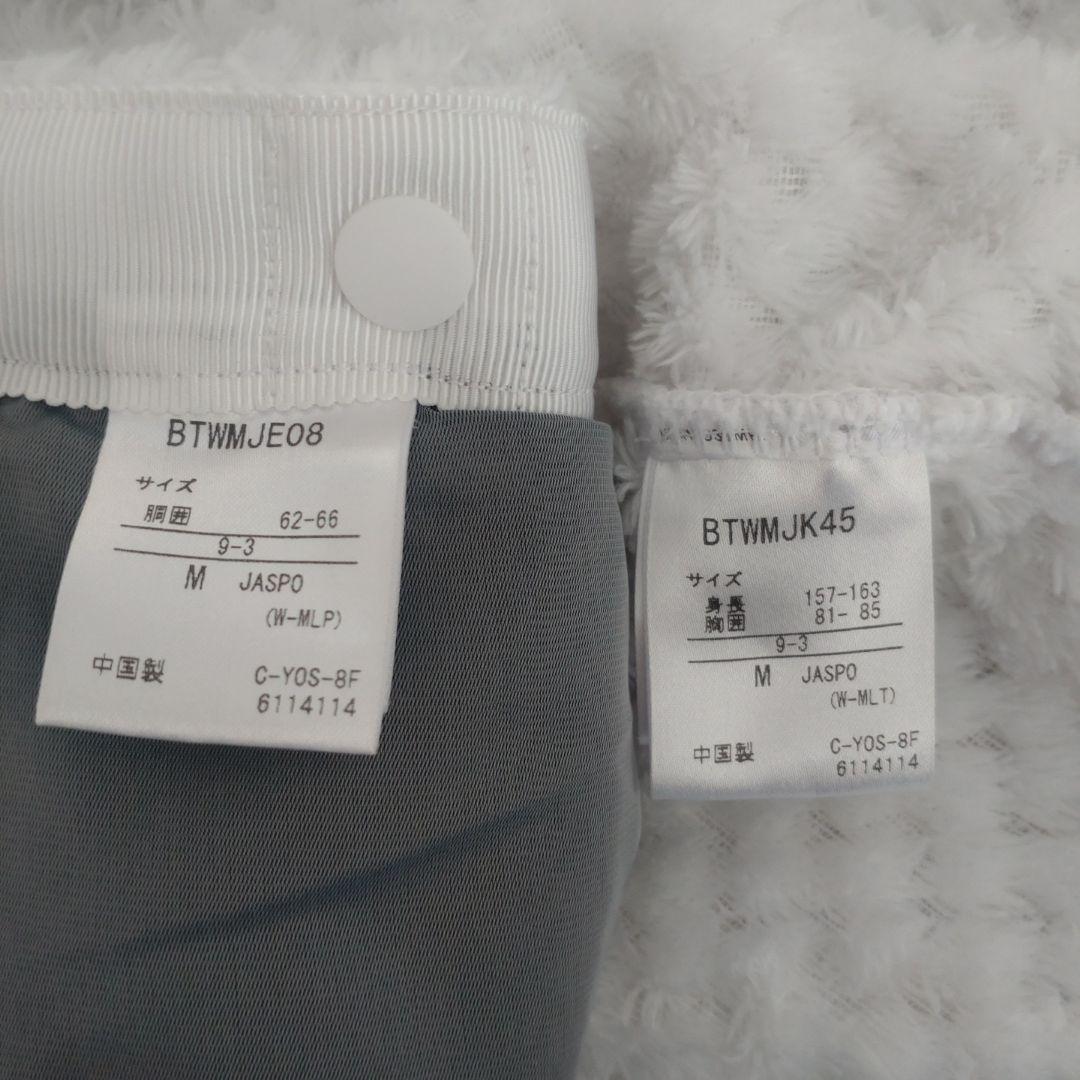 BTWMJE08
サイズ
胴囲 62-66
9-3
M JASPO
(W-MLP)
中国製 C-YOS-8F
6114114
BTWMJK45
サイズ
身長 157-163
胸囲 81- 85
9-3
M JASPO
(W-MLT)
中国製 C-YOS-8F
6114114